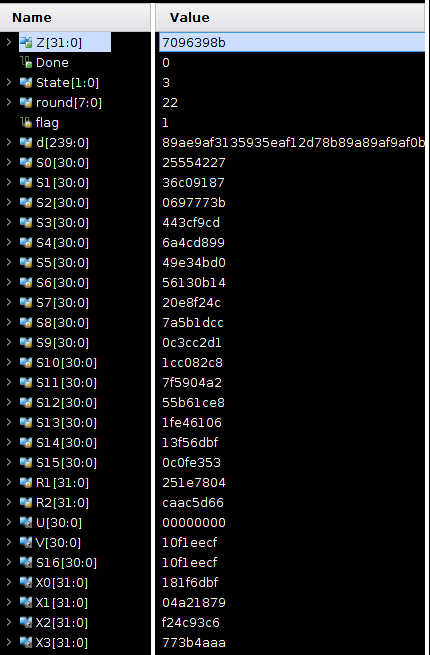 Name Value
Z[31:0] 7096398b
Done 0
State[1:0] 3
round[7:0] 22
flag 1
d[239:0] 89ae9af3135935eaf12d78b89a89af9af0b
S0[30:0] 25554227
S1[30:0] 36c09187
S2[30:0] 0697773b
S3[30:0] 443cf9cd
S4[30:0] 6a4cd899
S5[30:0] 49e34bd0
S6[30:0] 56130b14
S7[30:0] 20e8f24c
S8[30:0] 7a5b1dcc
S9[30:0] 0c3cc2d1
S10[30:0] 1cc082c8
S11[30:0] 7f5904a2
S12[30:0] 55b61ce8
S13[30:0] 1fe46106
S14[30:0] 13f56dbf
S15[30:0] 0c0fe353
R1[31:0] 251e7804
R2[31:0] caac5d66
U[30:0] 00000000
V[30:0] 10f1eecf
S16[30:0] 10f1eecf
X0[31:0] 181f6dbf
X1[31:0] 04a21879
X2[31:0] f24c93c6
X3[31:0] 773b4aaa